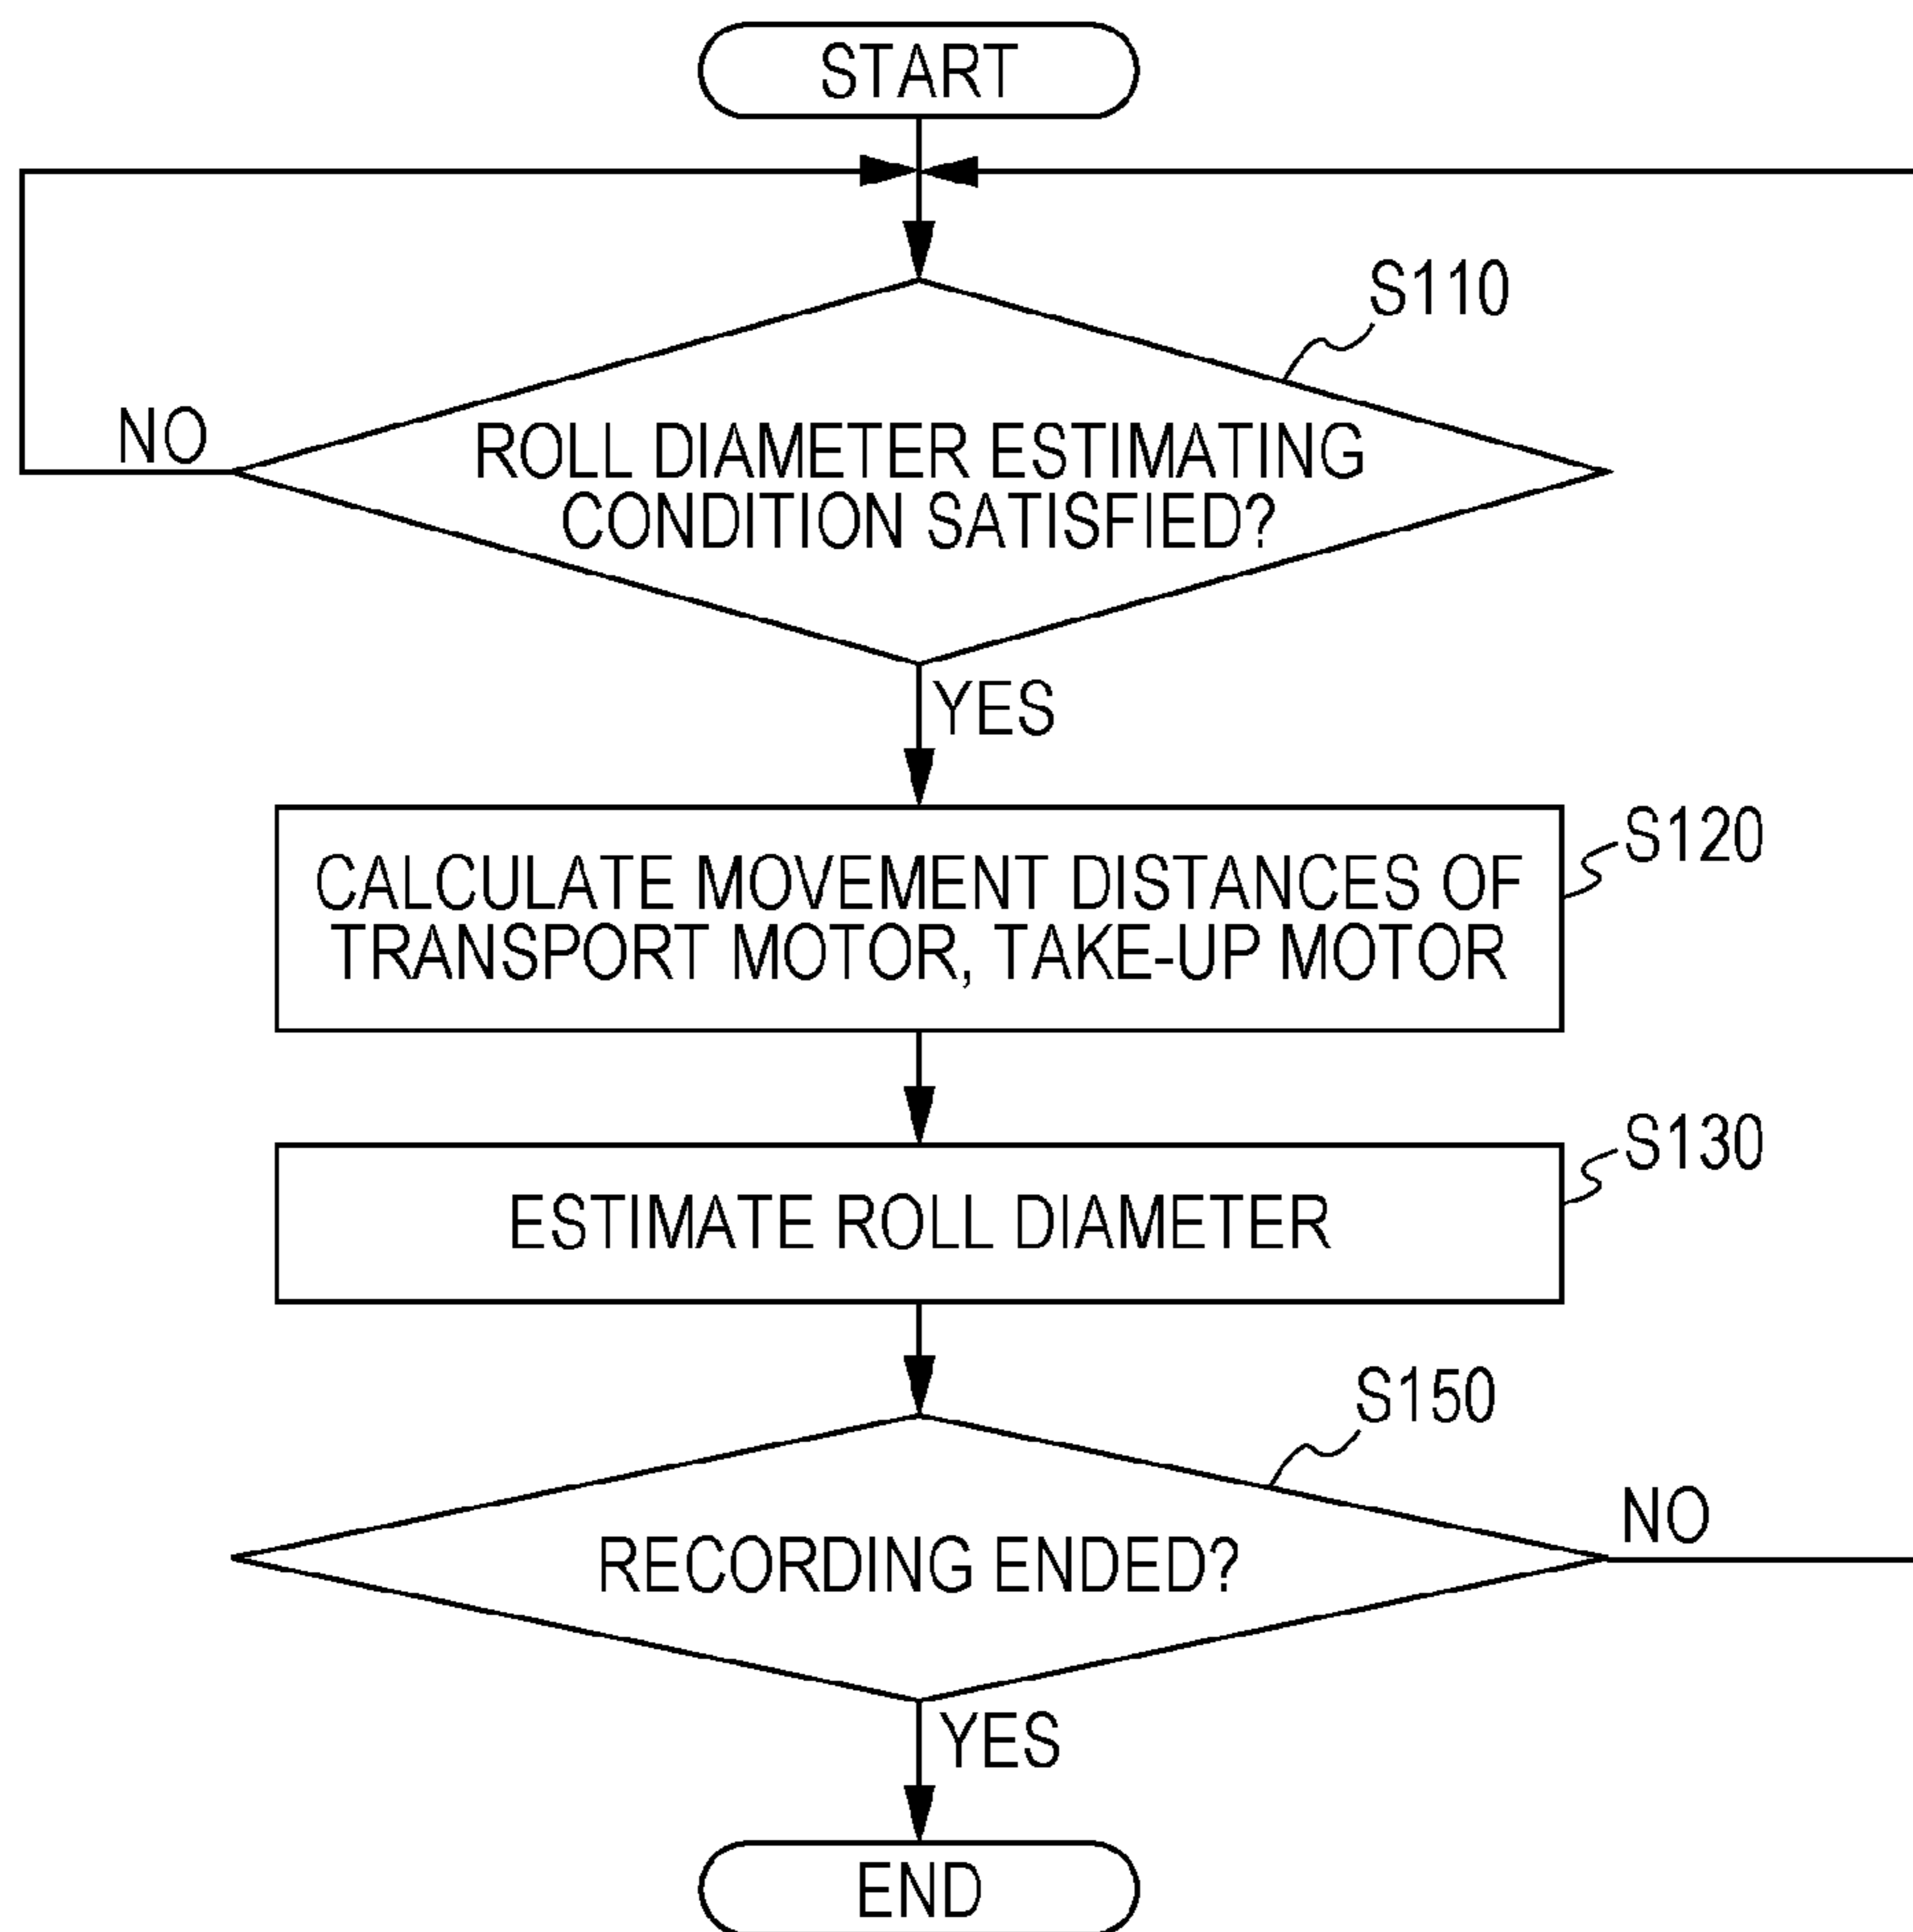 START
S110
ROLL DIAMETER ESTIMATING
CONDITION SATISFIED?
NO
YES
S120
CALCULATE MOVEMENT DISTANCES OF
TRANSPORT MOTOR, TAKE-UP MOTOR
S130
ESTIMATE ROLL DIAMETER
S150
RECORDING ENDED?
NO
YES
END